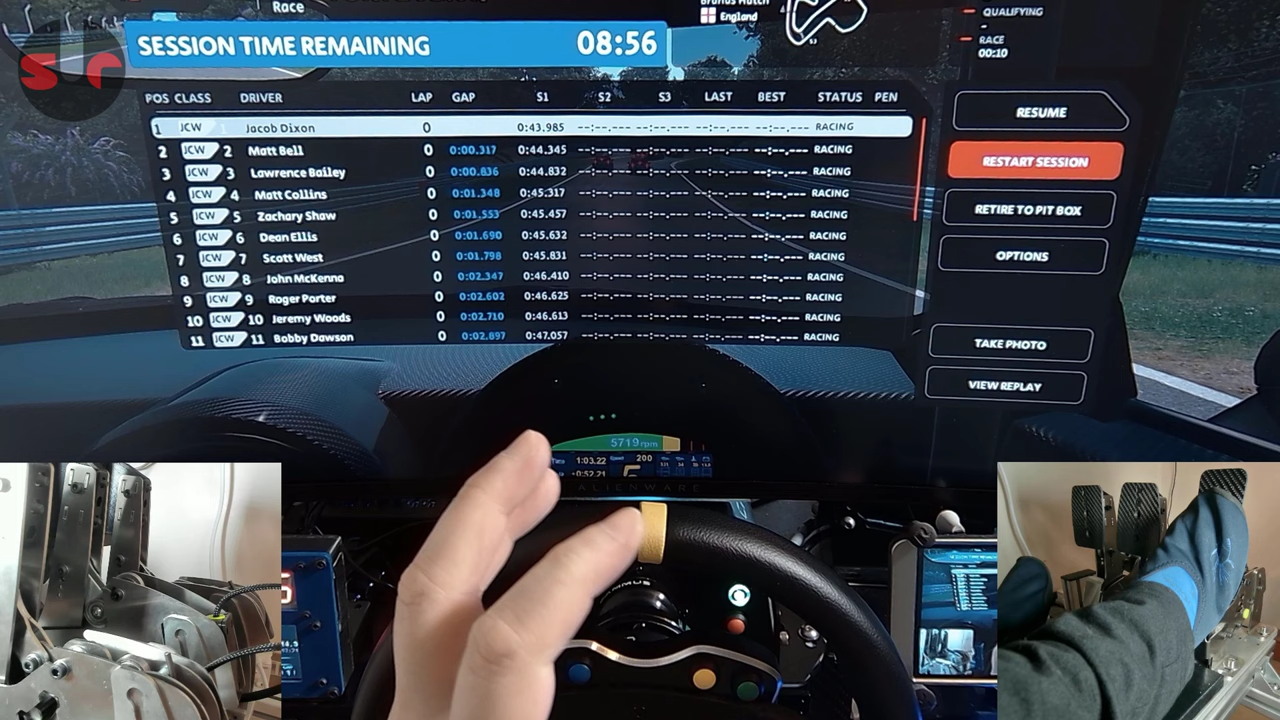 Race
SESSION TIME REMAINING 08:56
Brands Hatch
England
QUALIFYING
RACE
00:10
s r
POS CLASS DRIVER LAP GAP S1 S2 S3 LAST BEST STATUS PEN
1 JCW 1 Jacob Dixon 0 0:43.985 --:--.--- --:--.--- --:--.--- --:--.--- RACING
2 JCW 2 Matt Bell 0 0:00.317 0:44.345 --:--.--- --:--.--- --:--.--- --:--.--- RACING
3 JCW 3 Lawrence Bailey 0 0:00.836 0:44.832 --:--.--- --:--.--- --:--.--- --:--.--- RACING
4 JCW 4 Matt Collins 0 0:01.348 0:45.317 --:--.--- --:--.--- --:--.--- --:--.--- RACING
5 JCW 5 Zachary Shaw 0 0:01.553 0:45.457 --:--.--- --:--.--- --:--.--- --:--.--- RACING
6 JCW 6 Dean Ellis 0 0:01.690 0:45.632 --:--.--- --:--.--- --:--.--- --:--.--- RACING
7 JCW 7 Scott West 0 0:01.798 0:45.831 --:--.--- --:--.--- --:--.--- --:--.--- RACING
8 JCW 8 John McKenna 0 0:02.347 0:46.410 --:--.--- --:--.--- --:--.--- --:--.--- RACING
9 JCW 9 Roger Porter 0 0:02.602 0:46.625 --:--.--- --:--.--- --:--.--- --:--.--- RACING
10 JCW 10 Jeremy Woods 0 0:02.710 0:46.613 --:--.--- --:--.--- --:--.--- --:--.--- RACING
11 JCW 11 Bobby Dawson 0 0:02.897 0:47.057 --:--.--- --:--.--- --:--.--- --:--.--- RACING
RESUME
RESTART SESSION
RETIRE TO PIT BOX
OPTIONS
TAKE PHOTO
VIEW REPLAY
5719rpm
1:03.22 Speed 200
-0:52.21
ALIENWARE